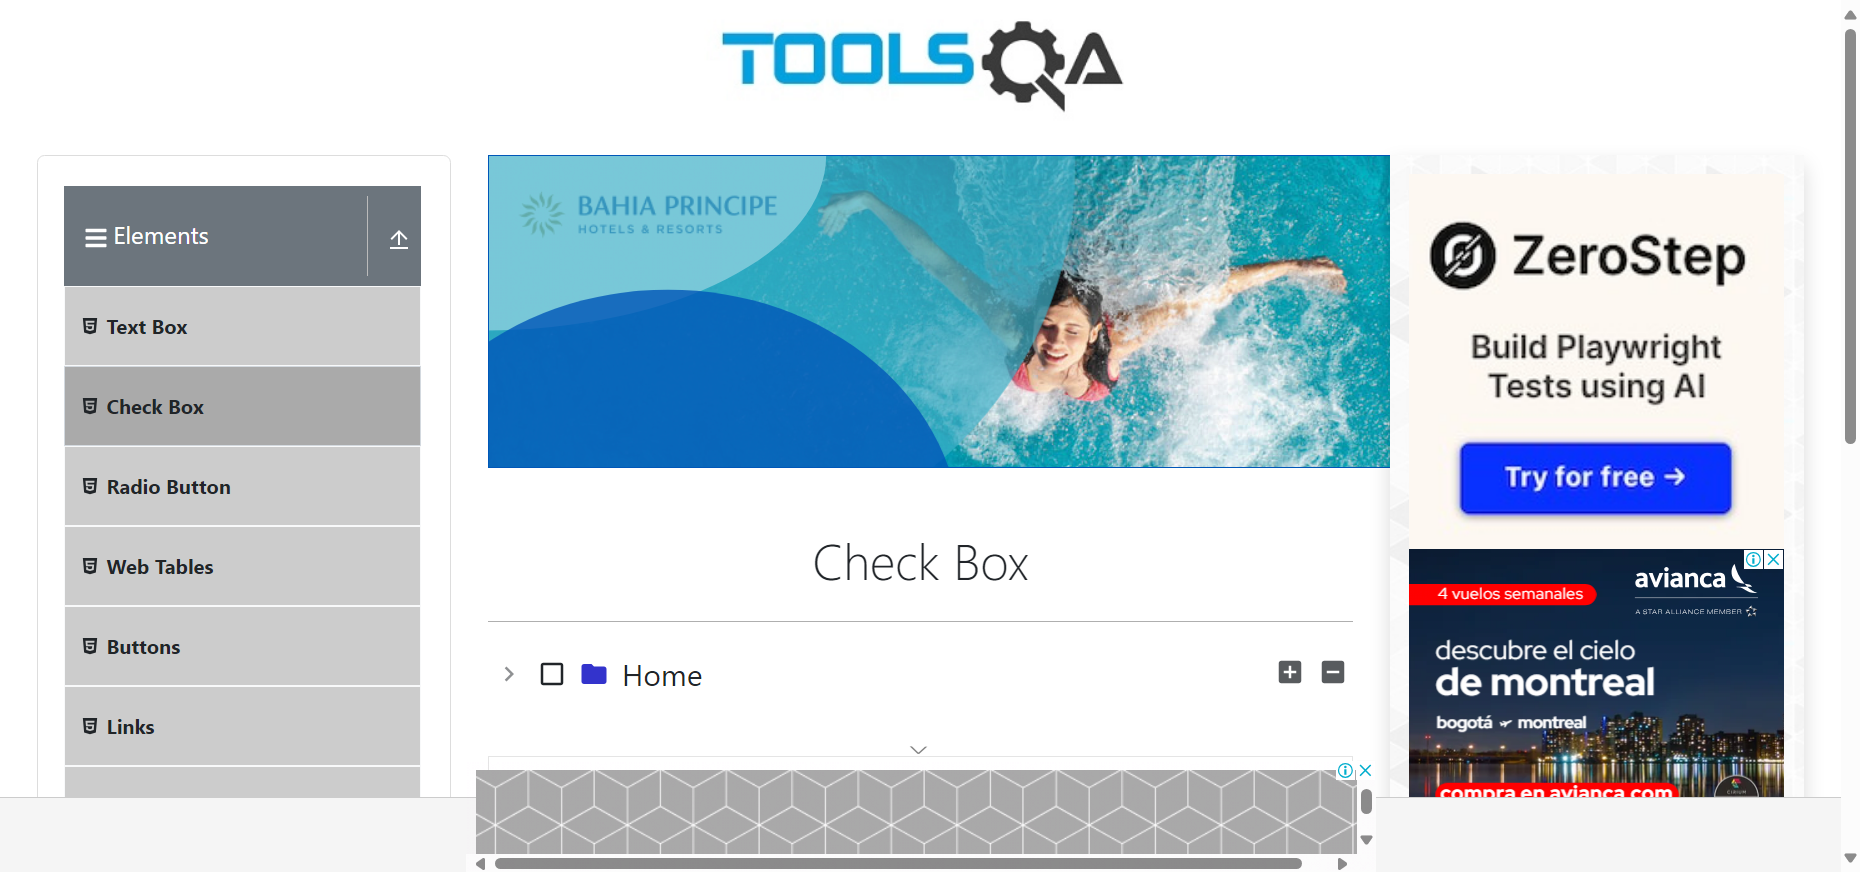 TOOLSQA
Elements
Text Box
Check Box
Radio Button
Web Tables
Buttons
Links
BAHIA PRINCIPE
HOTELS & RESORTS
Check Box
Home
ZeroStep
Build Playwright
Tests using AI
Try for free →
avianca
A STAR ALLIANCE MEMBER
4 vuelos semanales
descubre el cielo
de montreal
bogotá montreal
compra en avianca.com